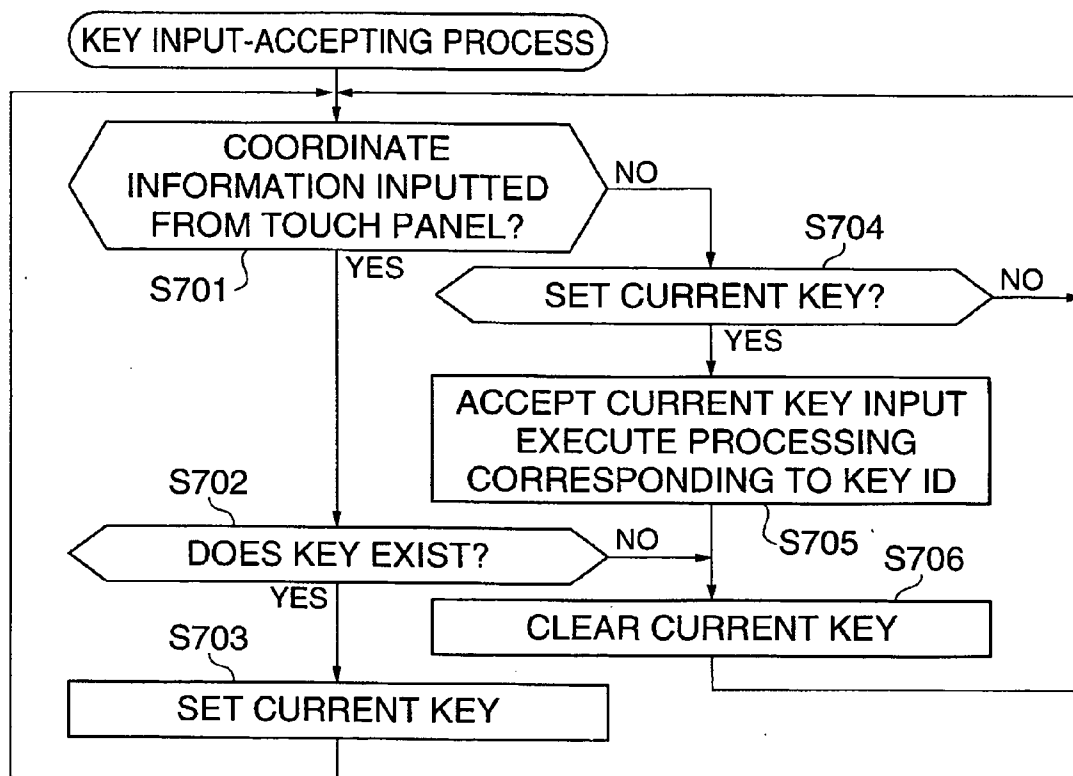 KEY INPUT-ACCEPTING PROCESS
COORDINATE
INFORMATION INPUTTED
FROM TOUCH PANEL?
NO
YES
S701
S704
SET CURRENT KEY?
NO
YES
ACCEPT CURRENT KEY INPUT
EXECUTE PROCESSING
CORRESPONDING TO KEY ID
S705
S702
DOES KEY EXIST?
NO
YES
S706
CLEAR CURRENT KEY
S703
SET CURRENT KEY